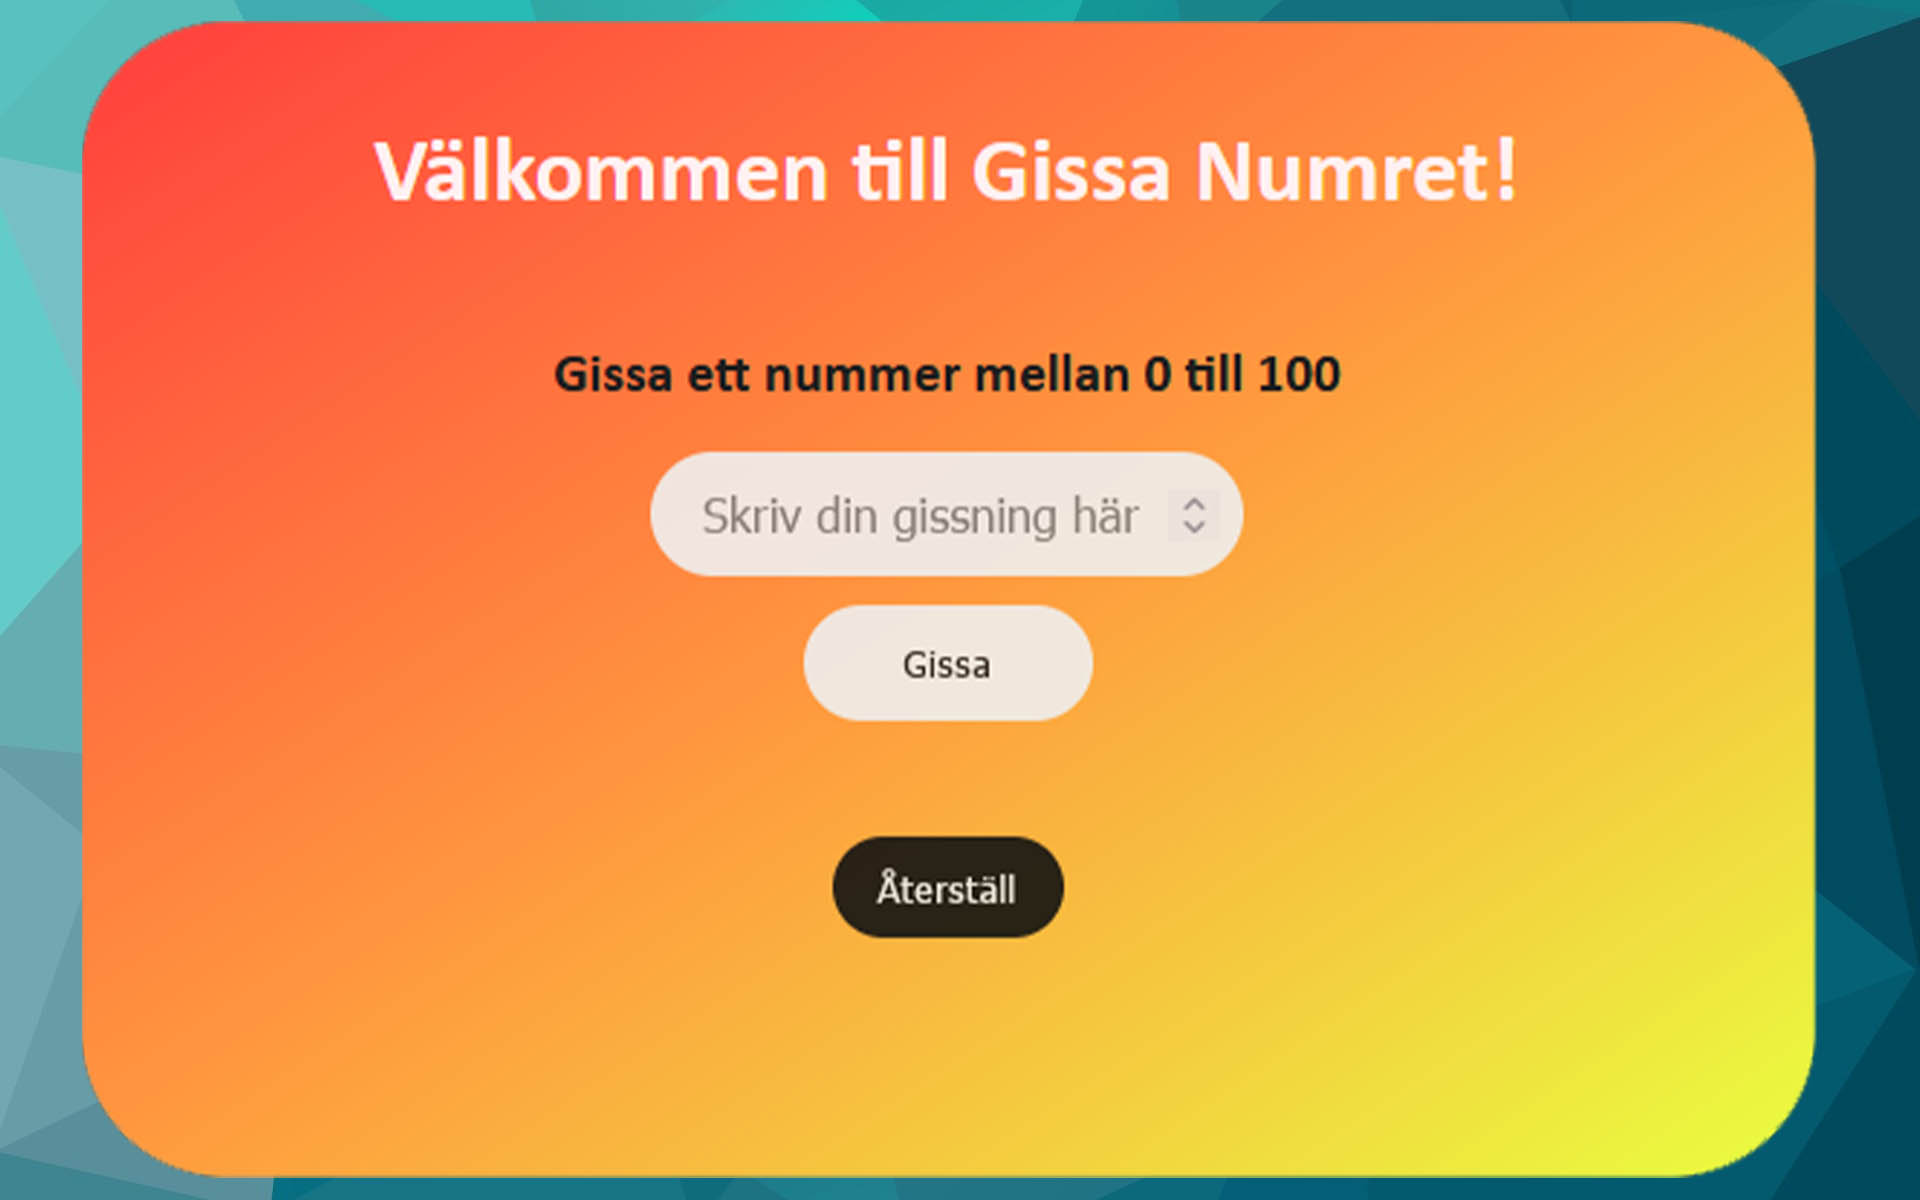 Välkommen till Gissa Numret!
Gissa ett nummer mellan 0 till 100
Skriv din gissning här
Gissa
Återställ